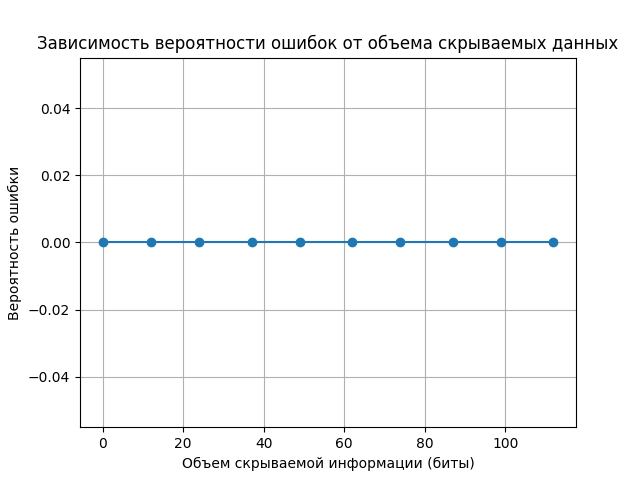 Зависимость вероятности ошибок от объема скрываемых данных
0.04
0.02
0.00
−0.02
−0.04
Вероятность ошибки
0 20 40 60 80 100
Объем скрываемой информации (биты)